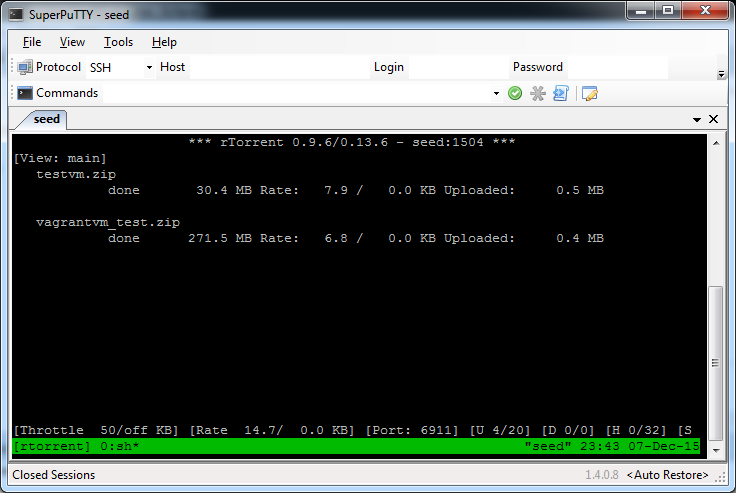 SuperPuTTY - seed
File View Tools Help
Protocol SSH Host Login Password
Commands
seed
*** rTorrent 0.9.6/0.13.6 - seed:1504 ***
[View: main]
testvm.zip
done 30.4 MB Rate: 7.9 / 0.0 KB Uploaded: 0.5 MB
vagrantvm_test.zip
done 271.5 MB Rate: 6.8 / 0.0 KB Uploaded: 0.4 MB
[Throttle 50/off KB] [Rate 14.7/ 0.0 KB] [Port: 6911] [U 4/20] [D 0/0] [H 0/32] [S
[rtorrent] 0:sh* "seed" 23:43 07-Dec-15
Closed Sessions 1.4.0.8 <Auto Restore>